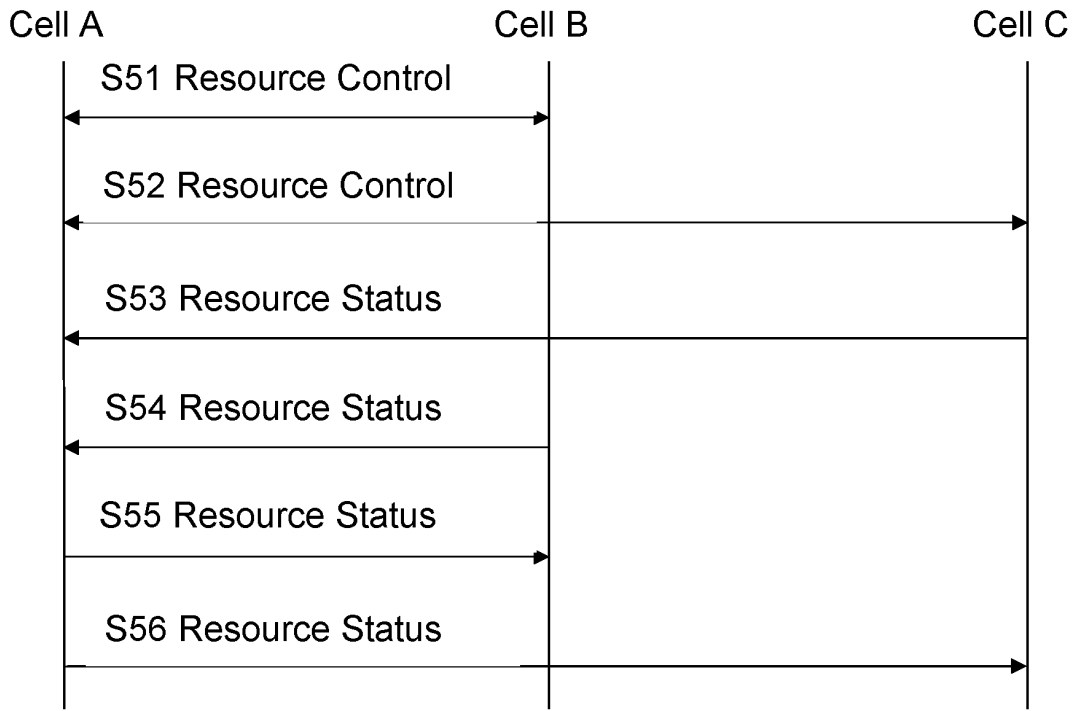 Cell A Cell B Cell C
S51 Resource Control
S52 Resource Control
S53 Resource Status
S54 Resource Status
S55 Resource Status
S56 Resource Status